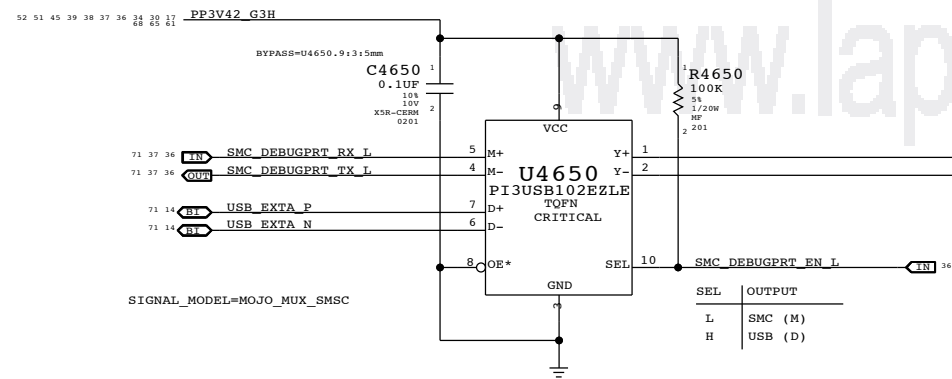 52 51 45 39 38 37 36 34 30 17
68 65 61
PP3V42_G3H
www.lap
BYPASS=U4650.9:3:5mm
C4650
0.1UF
10%
10V
X5R-CERM
0201
1
2
R4650
100K
5%
1/20W
MF
201
1
2
9
VCC
71 37 36 IN SMC_DEBUGPRT_RX_L 5 M+
71 37 36 OUT SMC_DEBUGPRT_TX_L 4 M-
71 14 BI USB_EXTA_P 7 D+
71 14 BI USB_EXTA_N 6 D-
8 OE*
U4650
PI3USB102EZLE
TQFN
CRITICAL
Y+ 1
Y- 2
SEL 10 SMC_DEBUGPRT_EN_L IN 36
GND
3
SIGNAL_MODEL=MOJO_MUX_SMSC
SEL OUTPUT
L SMC (M)
H USB (D)